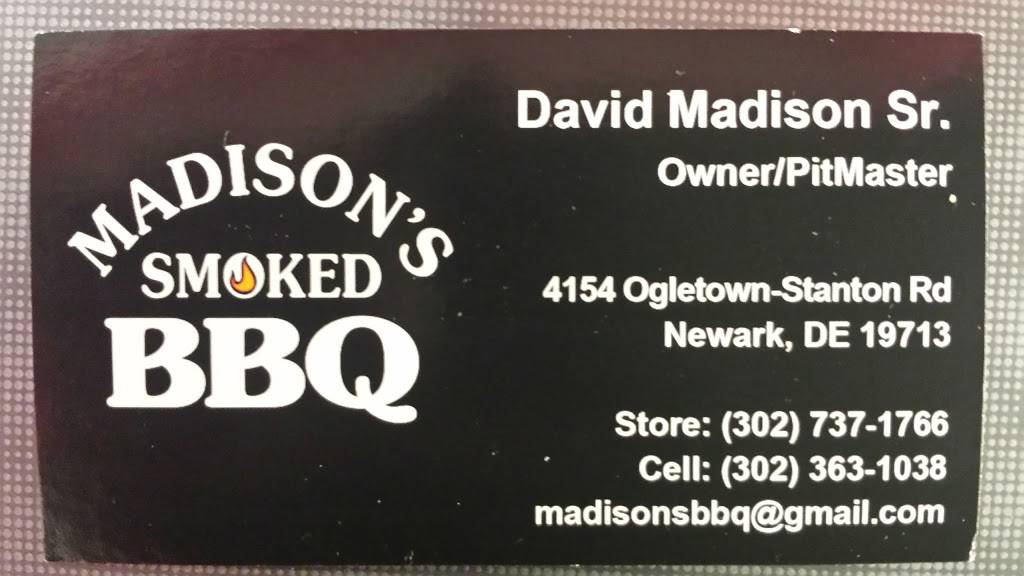 MADISON'S
SMOKED
BBQ
David Madison Sr.
Owner/PitMaster
4154 Ogletown-Stanton Rd
Newark, DE 19713
Store: (302) 737-1766
Cell: (302) 363-1038
madisonsbbq@gmail.com